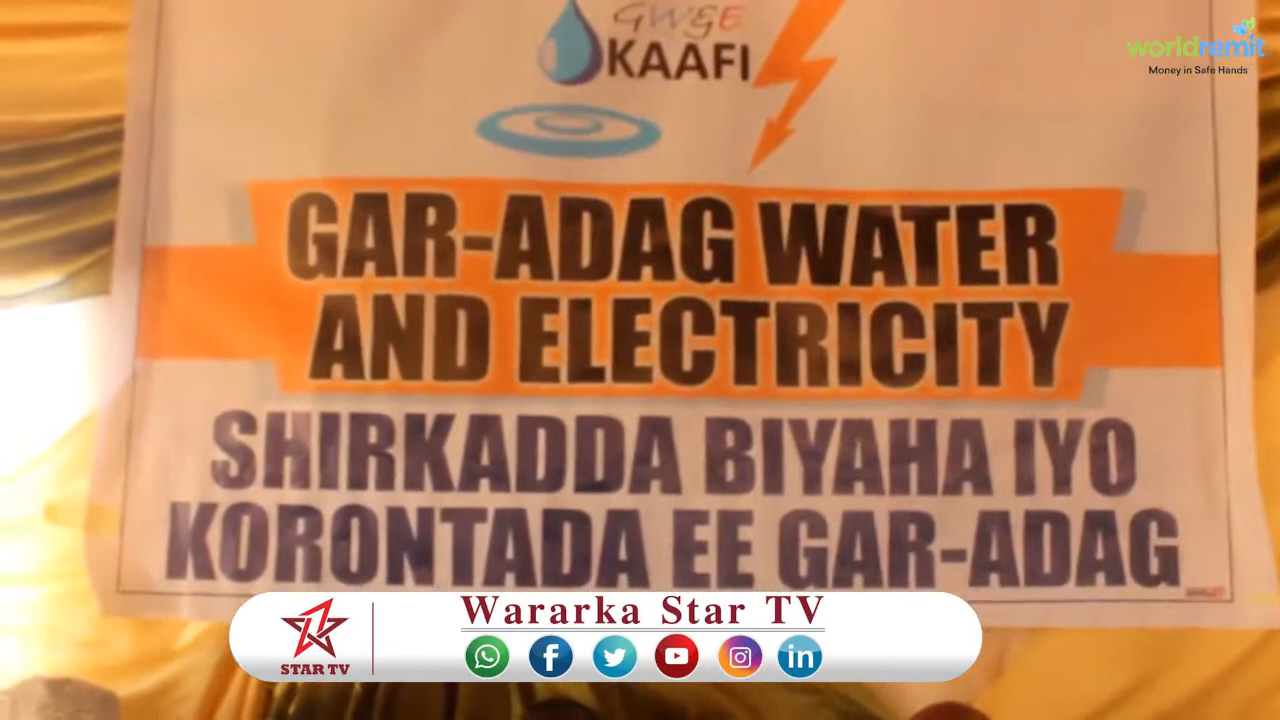 GW&E
KAAFI
worldremit
Money in Safe Hands
GAR-ADAG WATER
AND ELECTRICITY
SHIRKADDA BIYAHA IYO
KORONTADA EE GAR-ADAG
Wararka Star TV
STAR TV